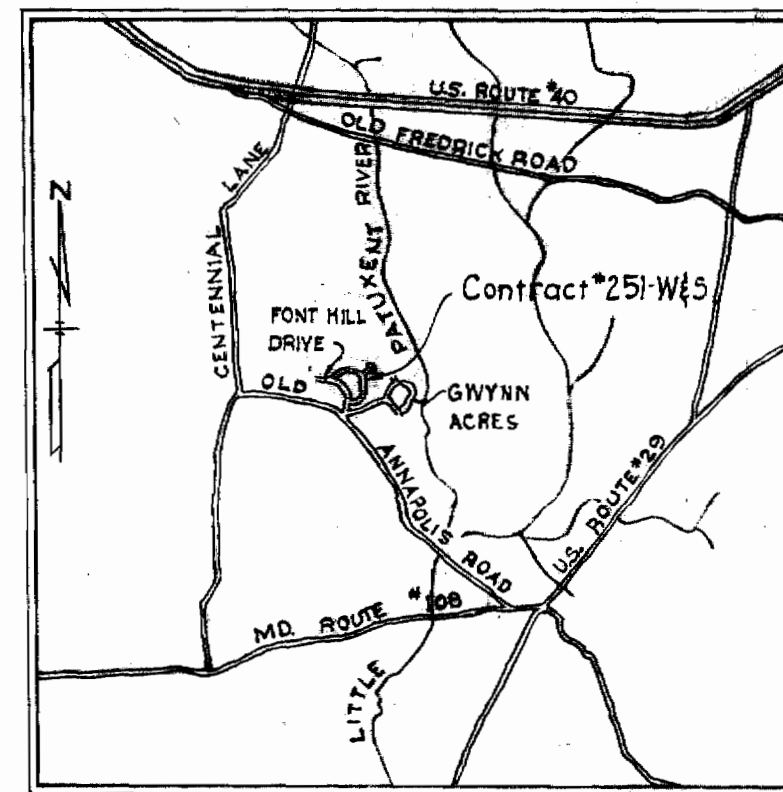 U.S. ROUTE #40
OLD FREDRICK ROAD
CENTENNIAL LANE
PATUXENT RIVER
N
Contract #251-W&S
FONT HILL
DRIVE
OLD ANNAPOLIS ROAD
GWYNN
ACRES
U.S. ROUTE #29
MD. ROUTE #108
LITTLE